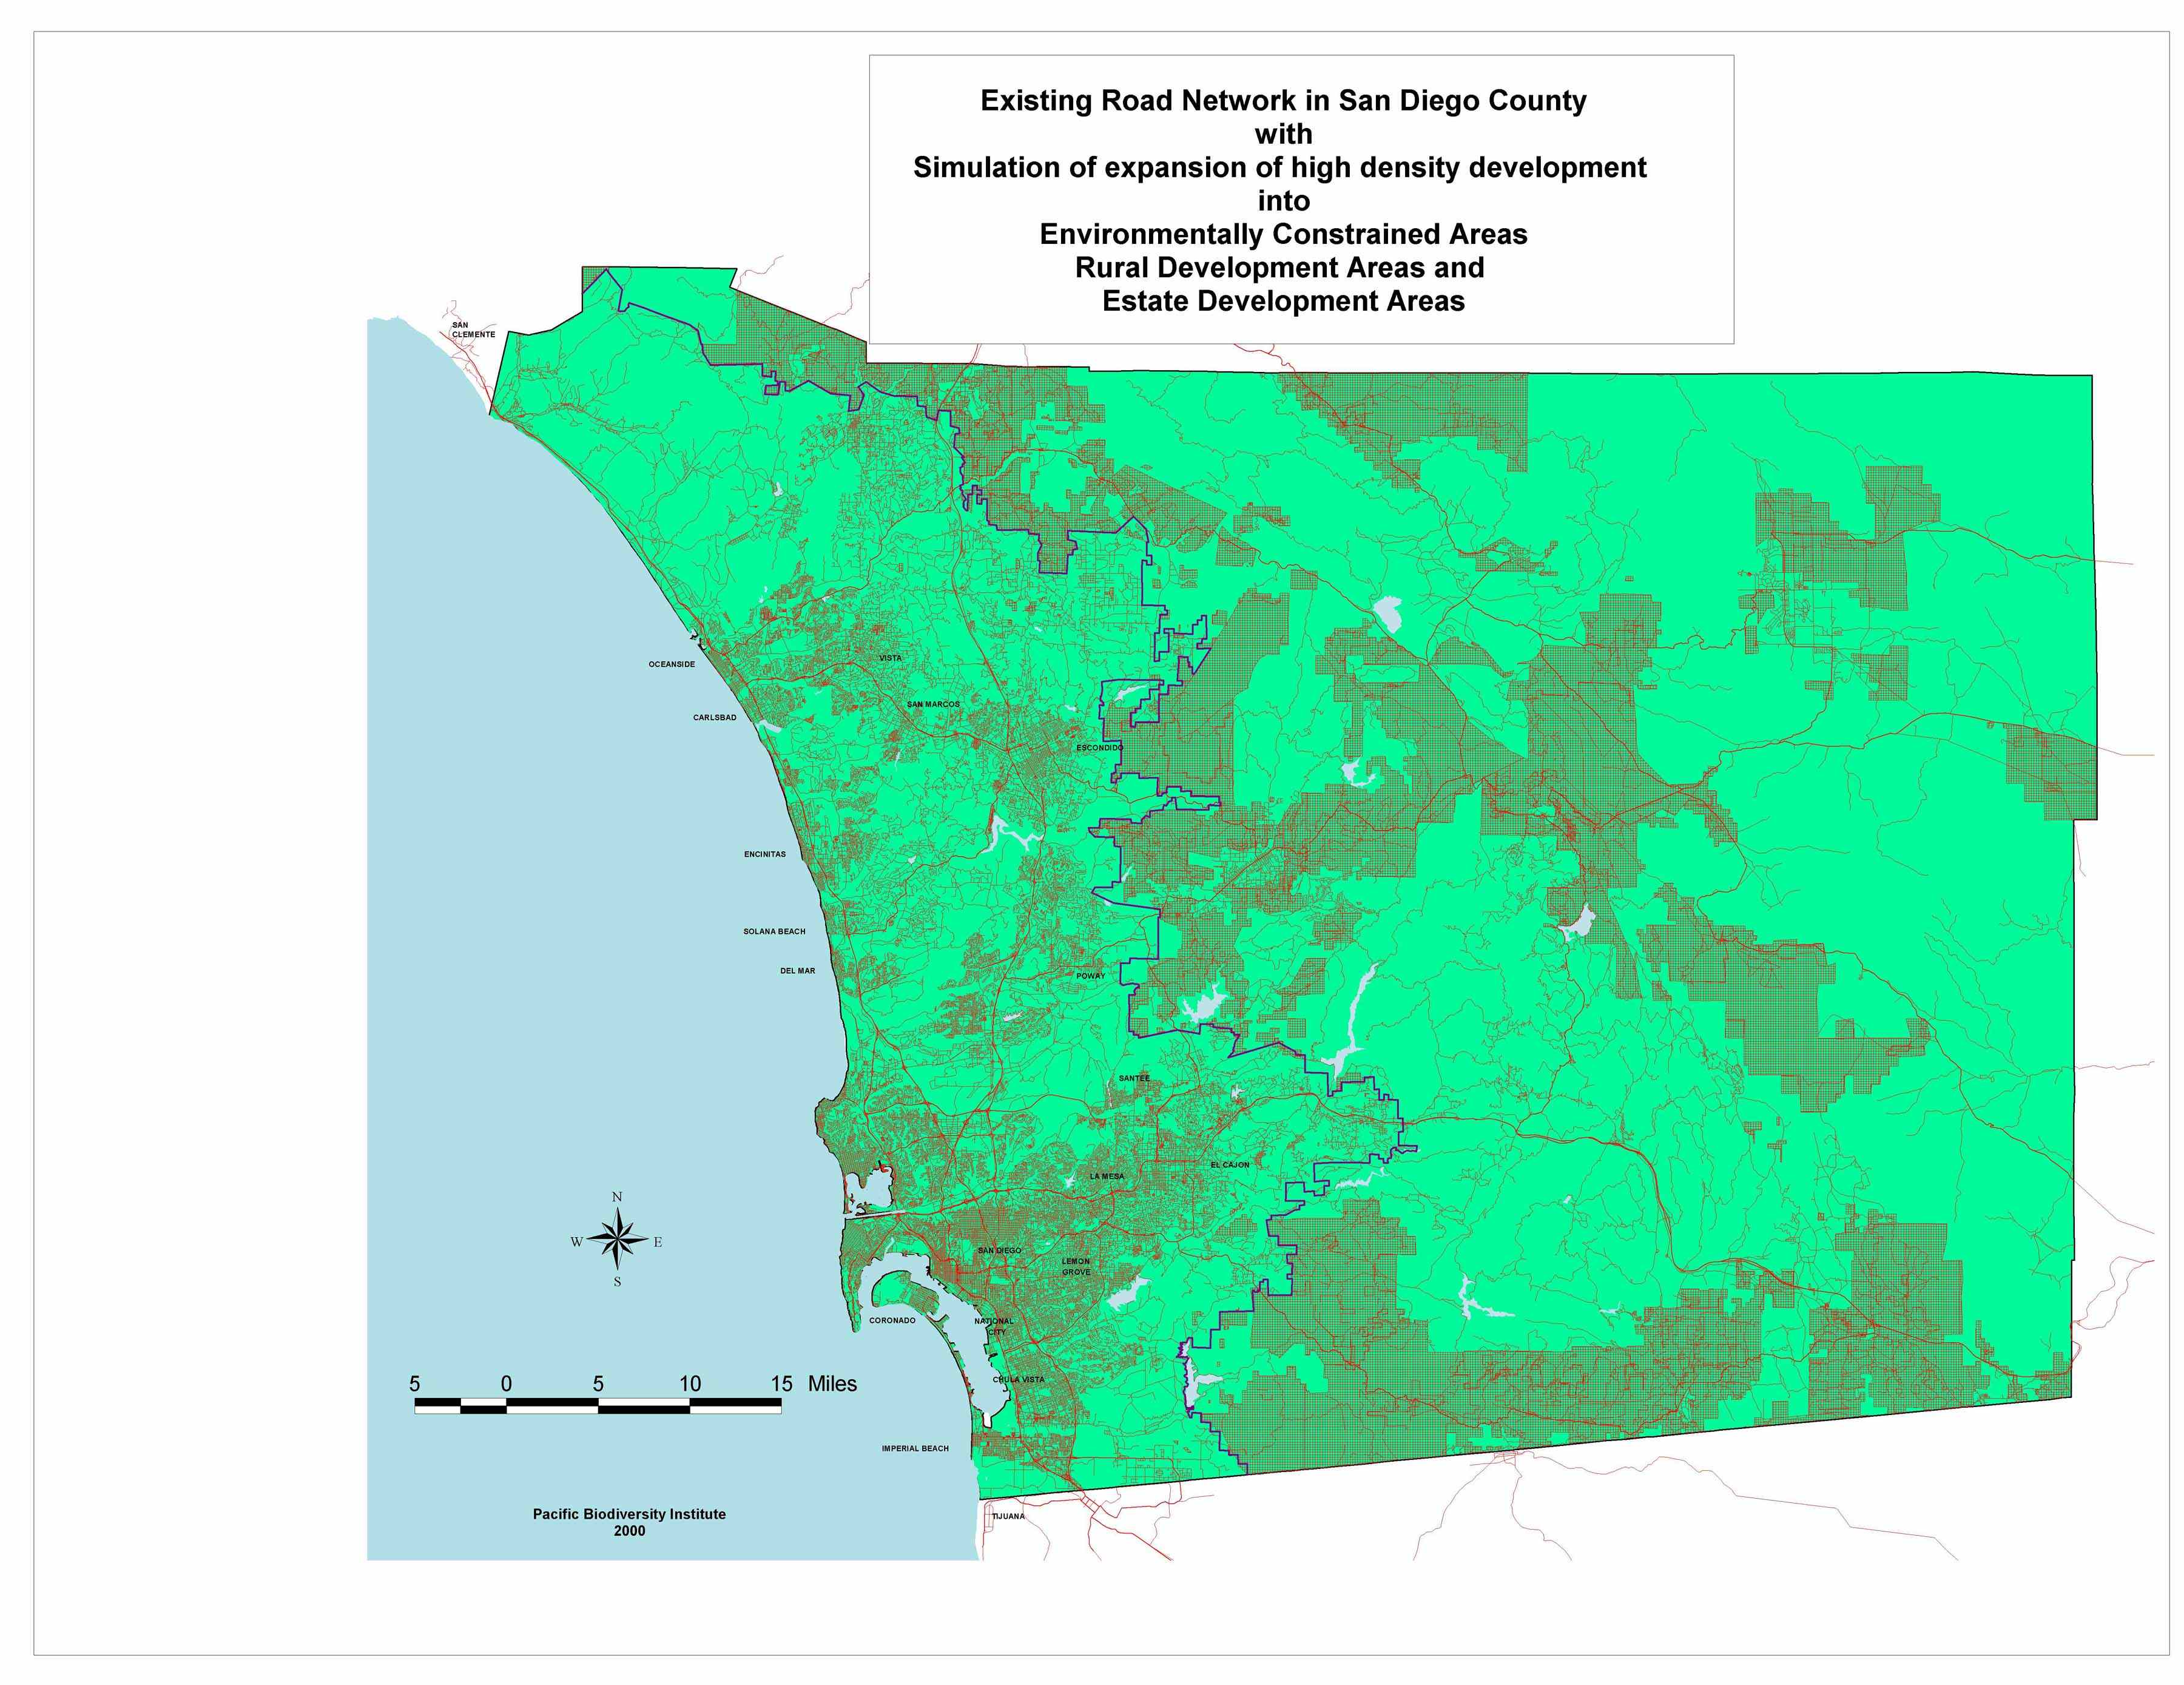 Existing Road Network in San Diego County
with
Simulation of expansion of high density development
into
Environmentally Constrained Areas
Rural Development Areas and
Estate Development Areas
SAN
CLEMENTE
OCEANSIDE
VISTA
CARLSBAD
SAN MARCOS
ESCONDIDO
ENCINITAS
SOLANA BEACH
DEL MAR
POWAY
SANTEE
LA MESA
EL CAJON
N
W E
S
SAN DIEGO
LEMON
GROVE
CORONADO
NATIONAL
CITY
CHULA VISTA
5 0 5 10 15 Miles
IMPERIAL BEACH
Pacific Biodiversity Institute
2000
TIJUANA